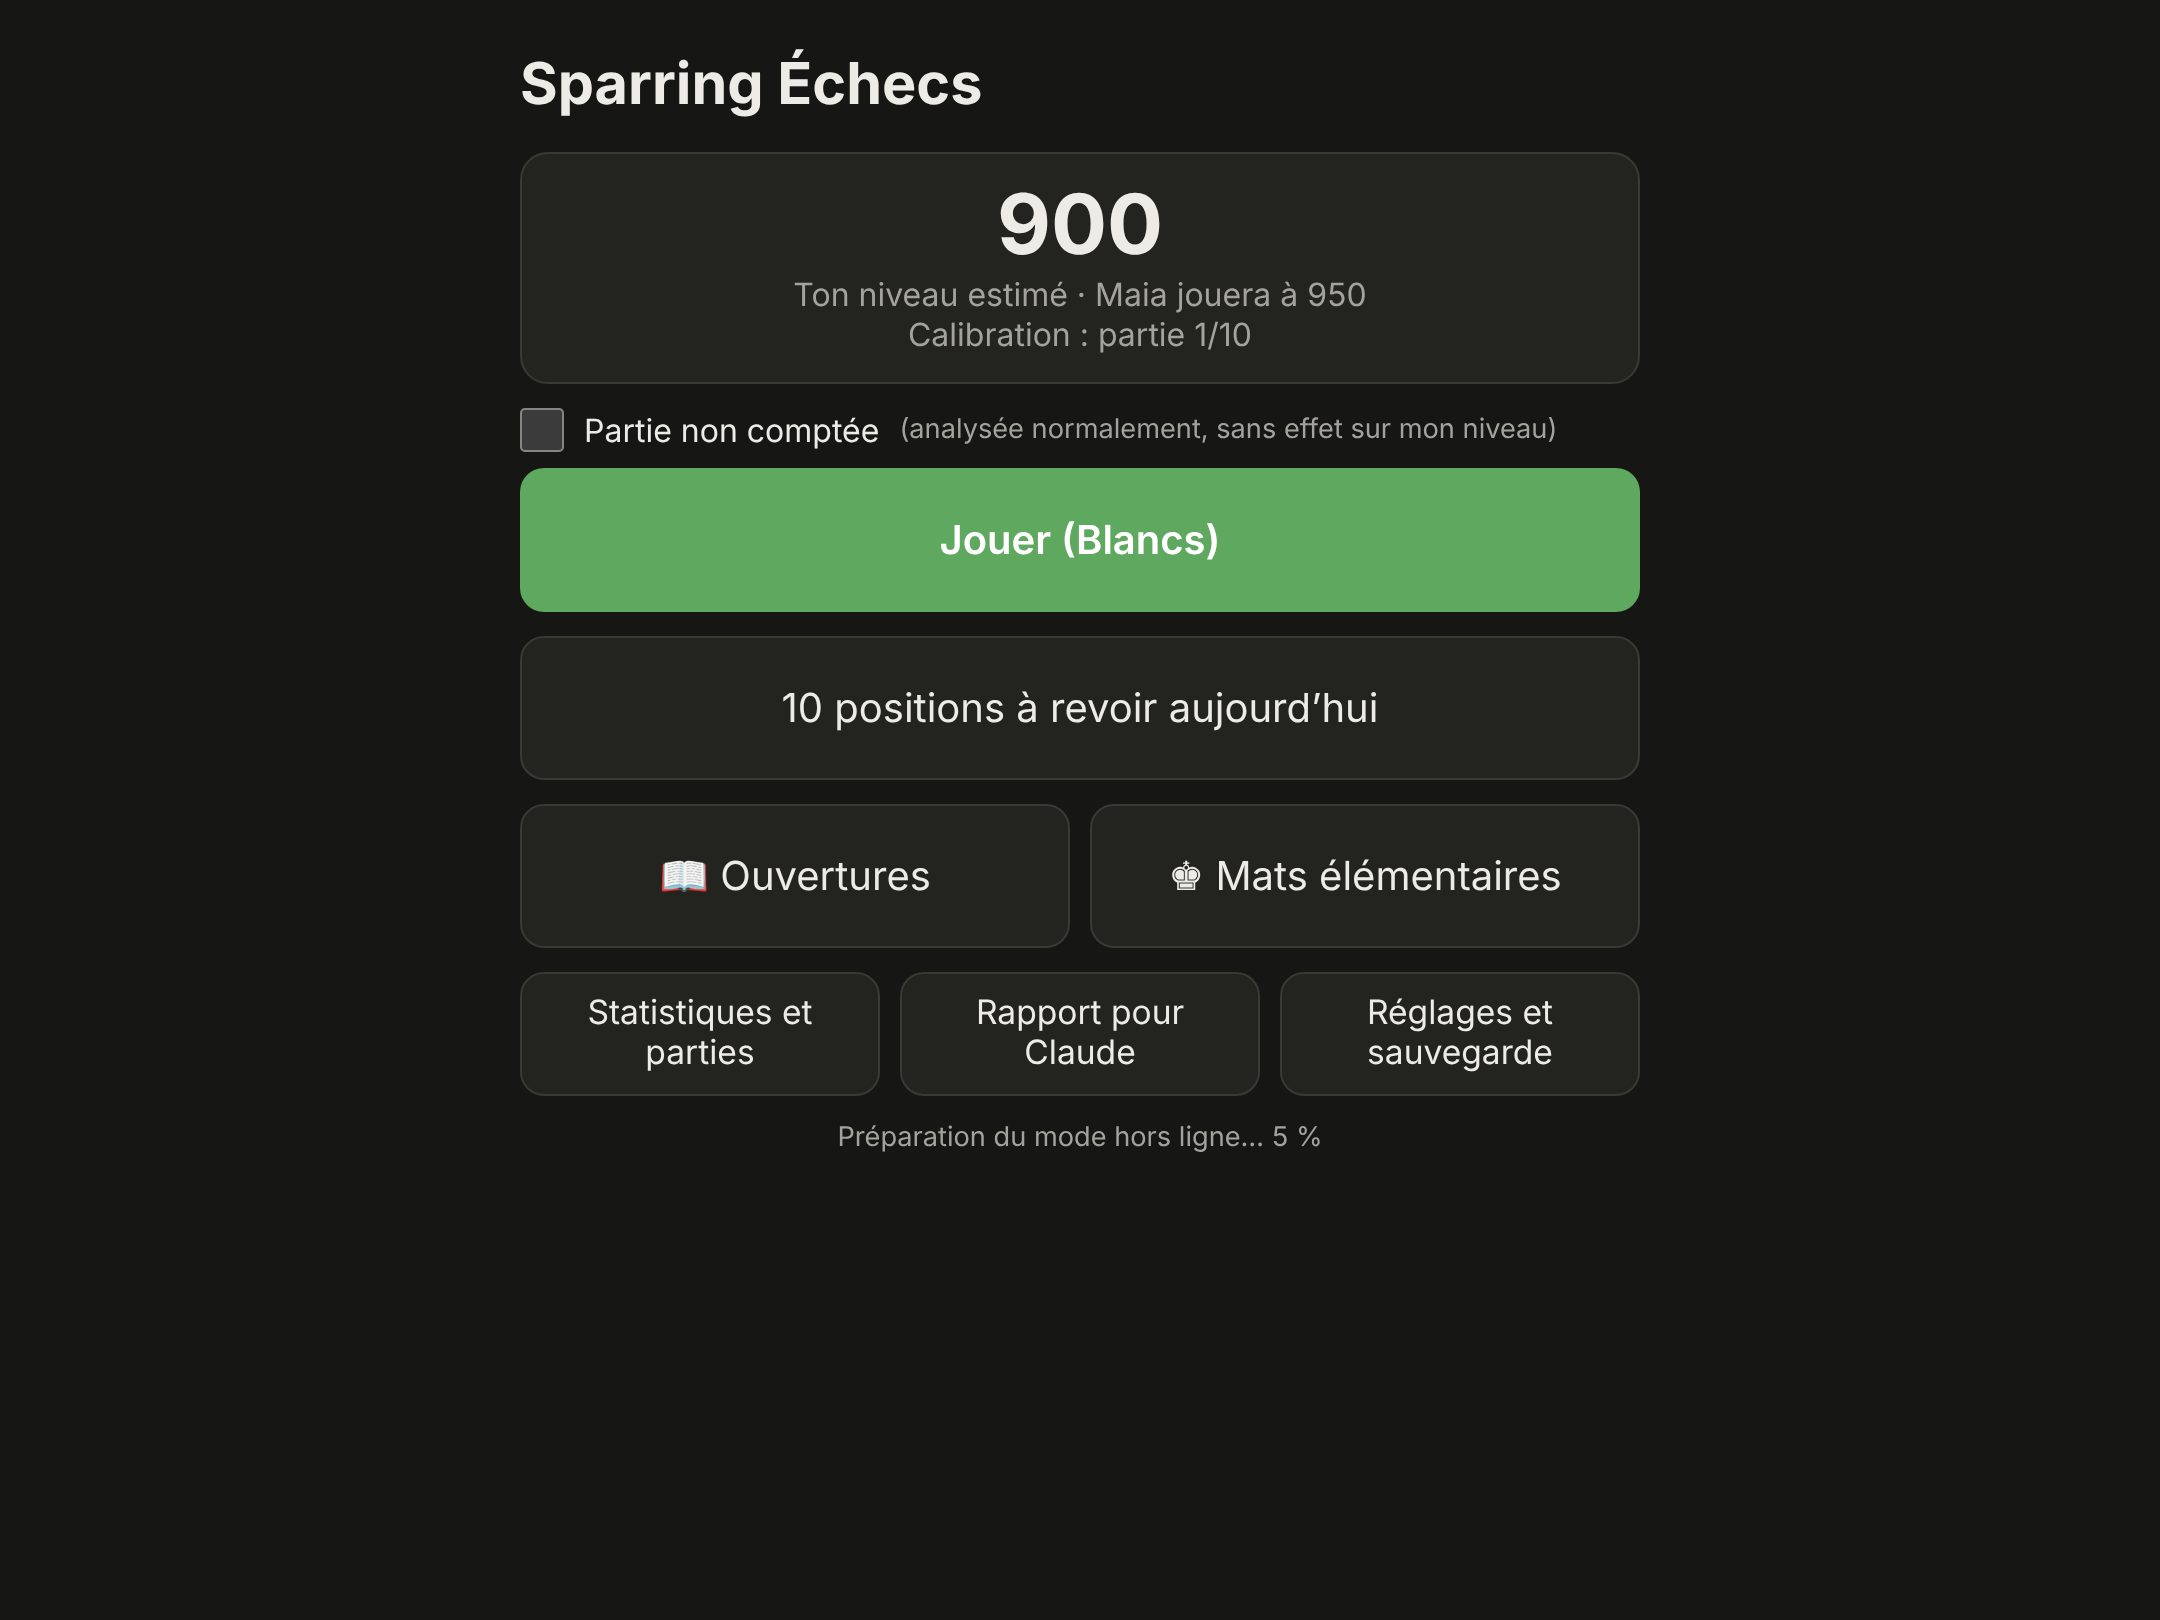 Sparring Échecs
900
Ton niveau estimé · Maia jouera à 950
Calibration : partie 1/10
Partie non comptée (analysée normalement, sans effet sur mon niveau)
Jouer (Blancs)
10 positions à revoir aujourd’hui
📖 Ouvertures
♚ Mats élémentaires
Statistiques et
parties
Rapport pour
Claude
Réglages et
sauvegarde
Préparation du mode hors ligne… 5 %